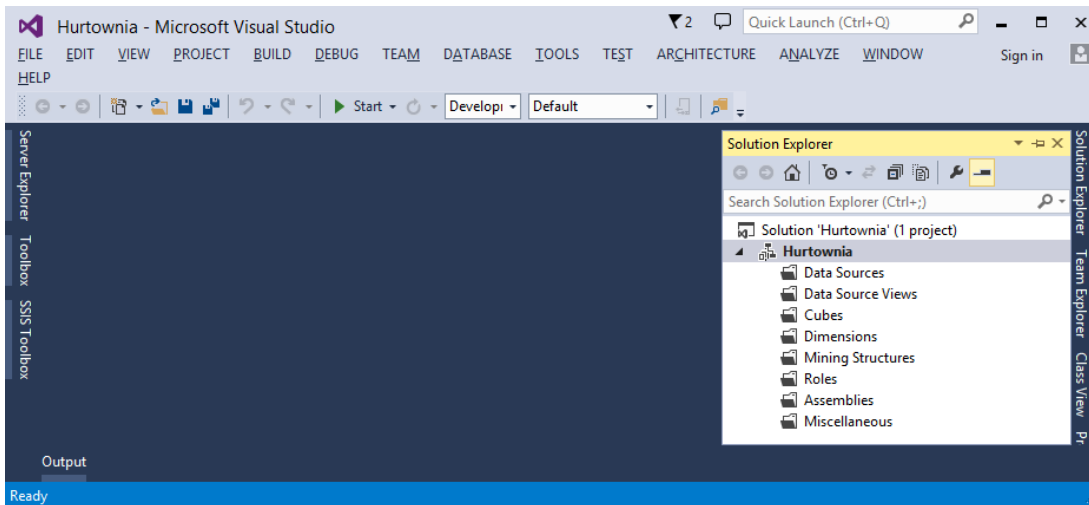 Hurtownia - Microsoft Visual Studio
2
Quick Launch (Ctrl+Q)
FILE EDIT VIEW PROJECT BUILD DEBUG TEAM DATABASE TOOLS TEST ARCHITECTURE ANALYZE WINDOW Sign in
HELP
Start Default
Server Explorer
Toolbox
SSIS Toolbox
Solution Explorer
Search Solution Explorer (Ctrl+;)
Solution 'Hurtownia' (1 project)
Hurtownia
Data Sources
Data Source Views
Cubes
Dimensions
Mining Structures
Roles
Assemblies
Miscellaneous
Solution Explorer
Team Explorer
Class View
Pr
Output
Ready